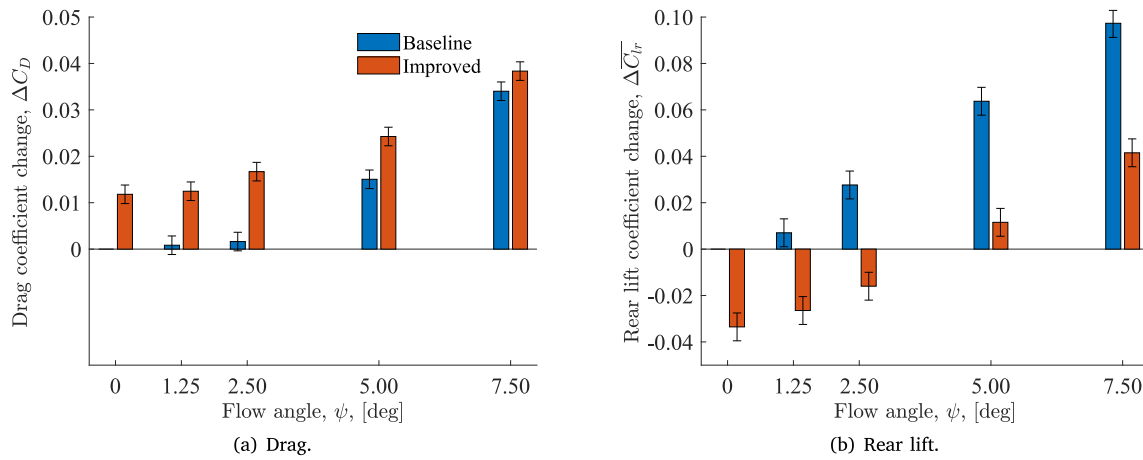 Drag coefficient change, ΔC_D
0.05
0.04
0.03
0.02
0.01
0
Baseline
Improved
0 1.25 2.50 5.00 7.50
Flow angle, ψ, [deg]
(a) Drag.
Rear lift coefficient change, \overline{ΔC_{lr}}
0.10
0.08
0.06
0.04
0.02
0
-0.02
-0.04
0 1.25 2.50 5.00 7.50
Flow angle, ψ, [deg]
(b) Rear lift.